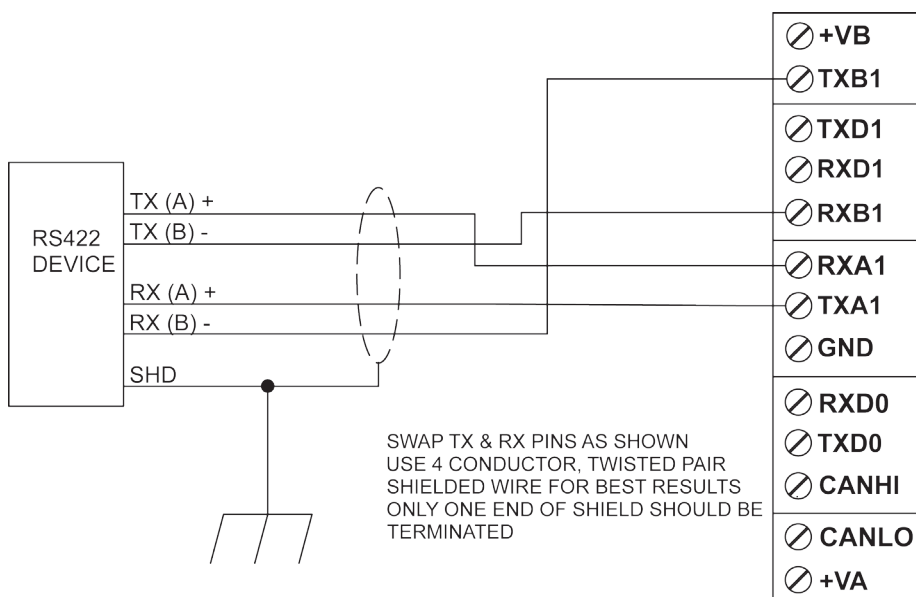 +VB
TXB1
TXD1
RXD1
RXB1
RXA1
TXA1
GND
RXD0
TXD0
CANHI
CANLO
+VA
RS422
DEVICE
TX (A) +
TX (B) -
RX (A) +
RX (B) -
SHD
SWAP TX & RX PINS AS SHOWN
USE 4 CONDUCTOR, TWISTED PAIR
SHIELDED WIRE FOR BEST RESULTS
ONLY ONE END OF SHIELD SHOULD BE
TERMINATED